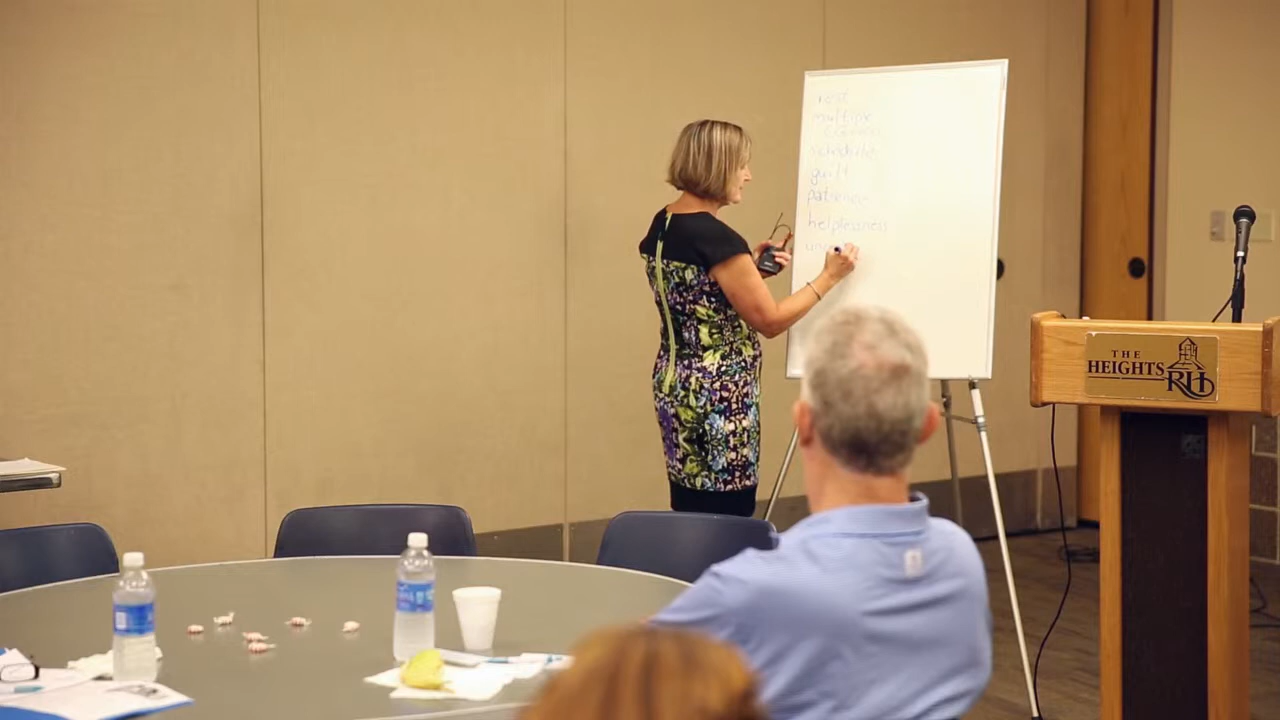 rest
multiple
schedule
guilt
patience
helplessness
THE
HEIGHTS
RH